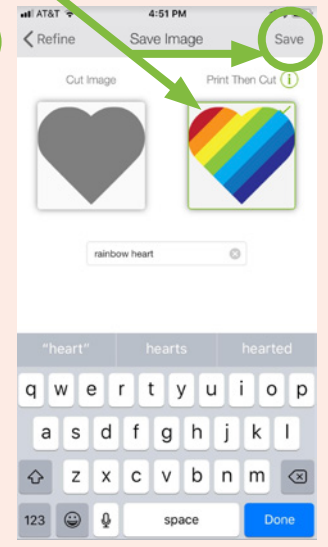 AT&T 4:51 PM
Refine Save Image Save
Cut Image Print Then Cut i
rainbow heart
"heart" hearts hearted
q w e r t y u i o p
a s d f g h j k l
z x c v b n m
123 space Done